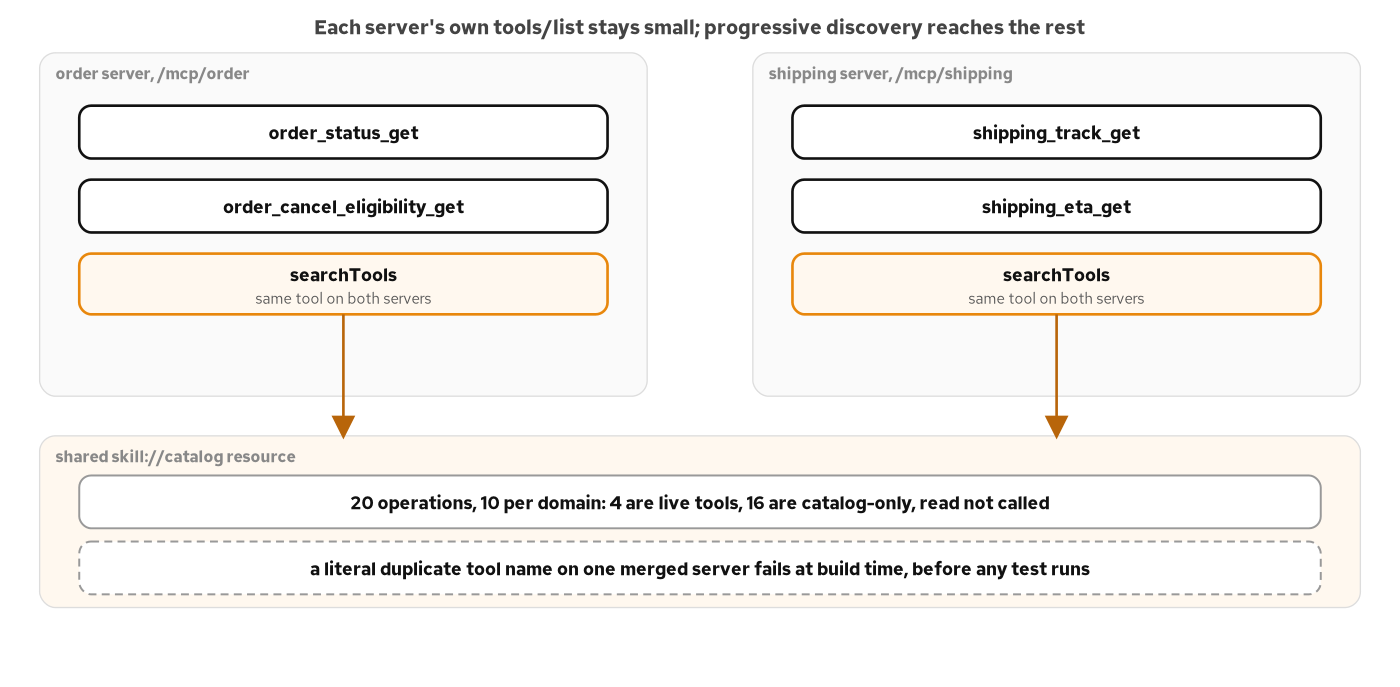 Each server's own tools/list stays small; progressive discovery reaches the rest
order server, /mcp/order
order_status_get
order_cancel_eligibility_get
searchTools
same tool on both servers
shipping server, /mcp/shipping
shipping_track_get
shipping_eta_get
searchTools
same tool on both servers
shared skill://catalog resource
20 operations, 10 per domain: 4 are live tools, 16 are catalog-only, read not called
a literal duplicate tool name on one merged server fails at build time, before any test runs